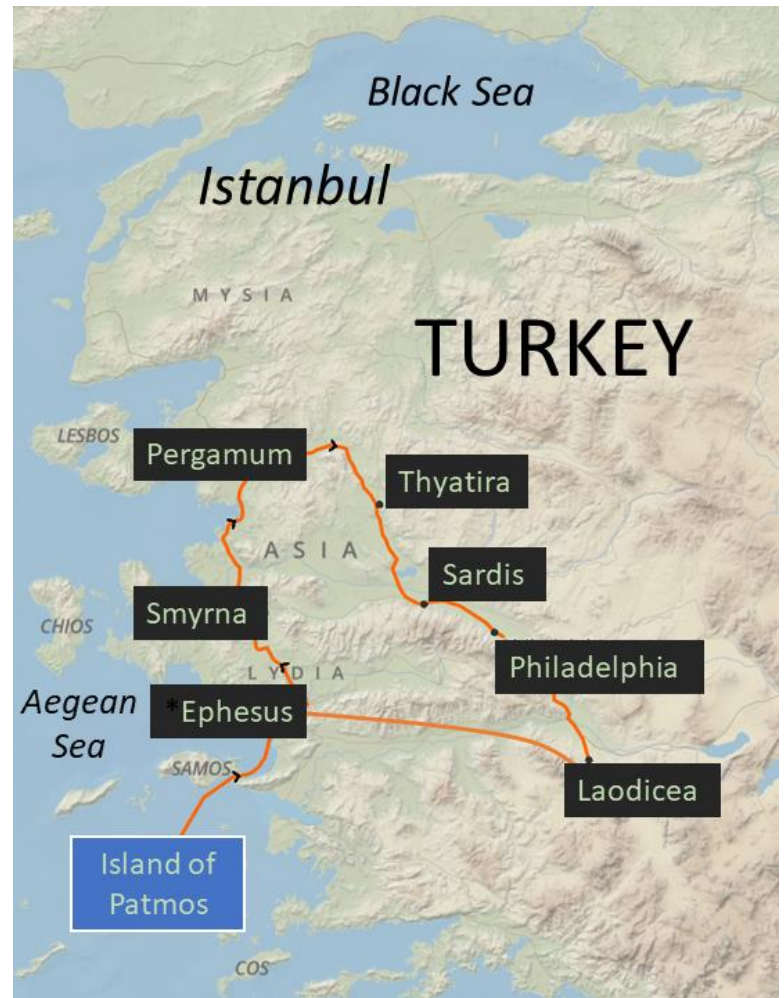 Black Sea
Istanbul
MYSIA
TURKEY
LESBOS
Pergamum
Thyatira
ASIA
Sardis
Smyrna
CHIOS
Philadelphia
LYDIA
Aegean
Sea
*Ephesus
SAMOS
Laodicea
Island of
Patmos
COS